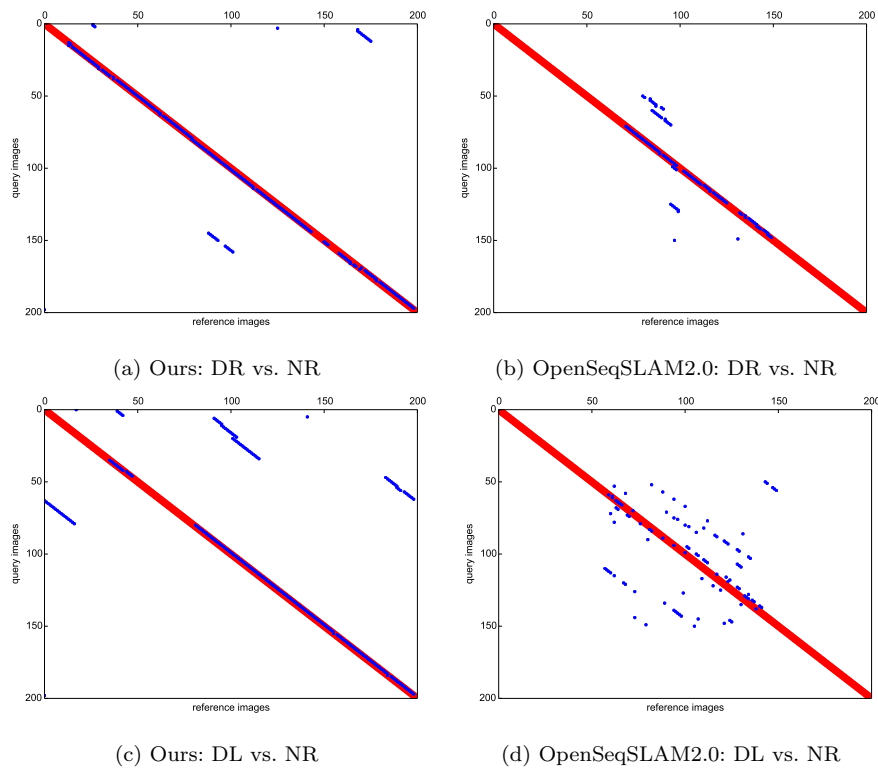 0 50 100 150 200
0
50
100
150
200
query images
reference images
(a) Ours: DR vs. NR
0 50 100 150 200
0
50
100
150
200
query images
reference images
(b) OpenSeqSLAM2.0: DR vs. NR
0 50 100 150 200
0
50
100
150
200
query images
reference images
(c) Ours: DL vs. NR
0 50 100 150 200
0
50
100
150
200
query images
reference images
(d) OpenSeqSLAM2.0: DL vs. NR